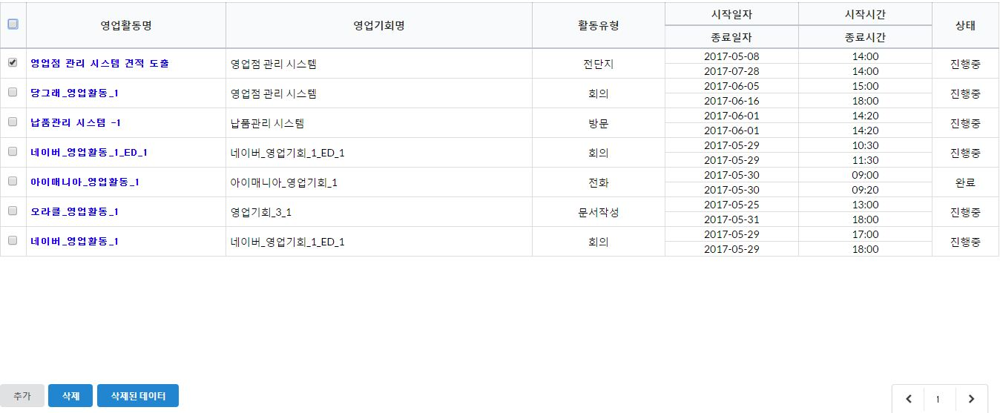 영업활동명 영업기회명 활동유형 시작일자 시작시간 상태
종료일자 종료시간
영업점 관리 시스템 견적 도출 영업점 관리 시스템 전단지 2017-05-08 14:00 진행중
2017-07-28 14:00
당그래_영업활동_1 영업점 관리 시스템 회의 2017-06-05 15:00 진행중
2017-06-16 18:00
납품관리 시스템 -1 납품관리 시스템 방문 2017-06-01 14:20 진행중
2017-06-01 14:20
네이버_영업활동_1_ED_1 네이버_영업기회_1_ED_1 회의 2017-05-29 10:30 진행중
2017-05-29 11:30
아이매니아_영업활동_1 아이매니아_영업기회_1 전화 2017-05-30 09:00 완료
2017-05-30 09:20
오라클_영업활동_1 영업기회_3_1 문서작성 2017-05-25 13:00 진행중
2017-05-31 18:00
네이버_영업활동_1 네이버_영업기회_1_ED_1 회의 2017-05-29 17:00 진행중
2017-05-29 18:00
추가 삭제 삭제된 데이터 1